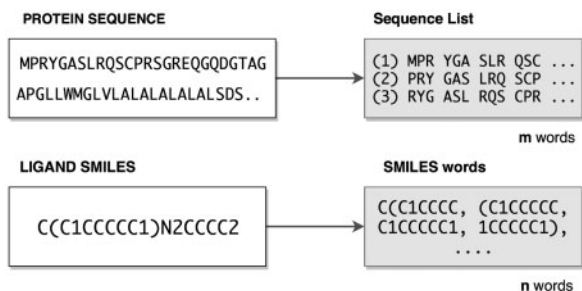 PROTEIN SEQUENCE
MPRYGASLRQSCPRSGREQGQDGTAG
APGLLWMGLVLALALALALALSDS..
Sequence List
(1) MPR YGA SLR QSC ...
(2) PRY GAS LRQ SCP ...
(3) RYG ASL RQS CPR ...
m words
LIGAND SMILES
C(C1CCCCC1)N2CCCC2
SMILES words
C(C1CCCC, (C1CCCCC,
C1CCCCC1, 1CCCCC1),
....
n words